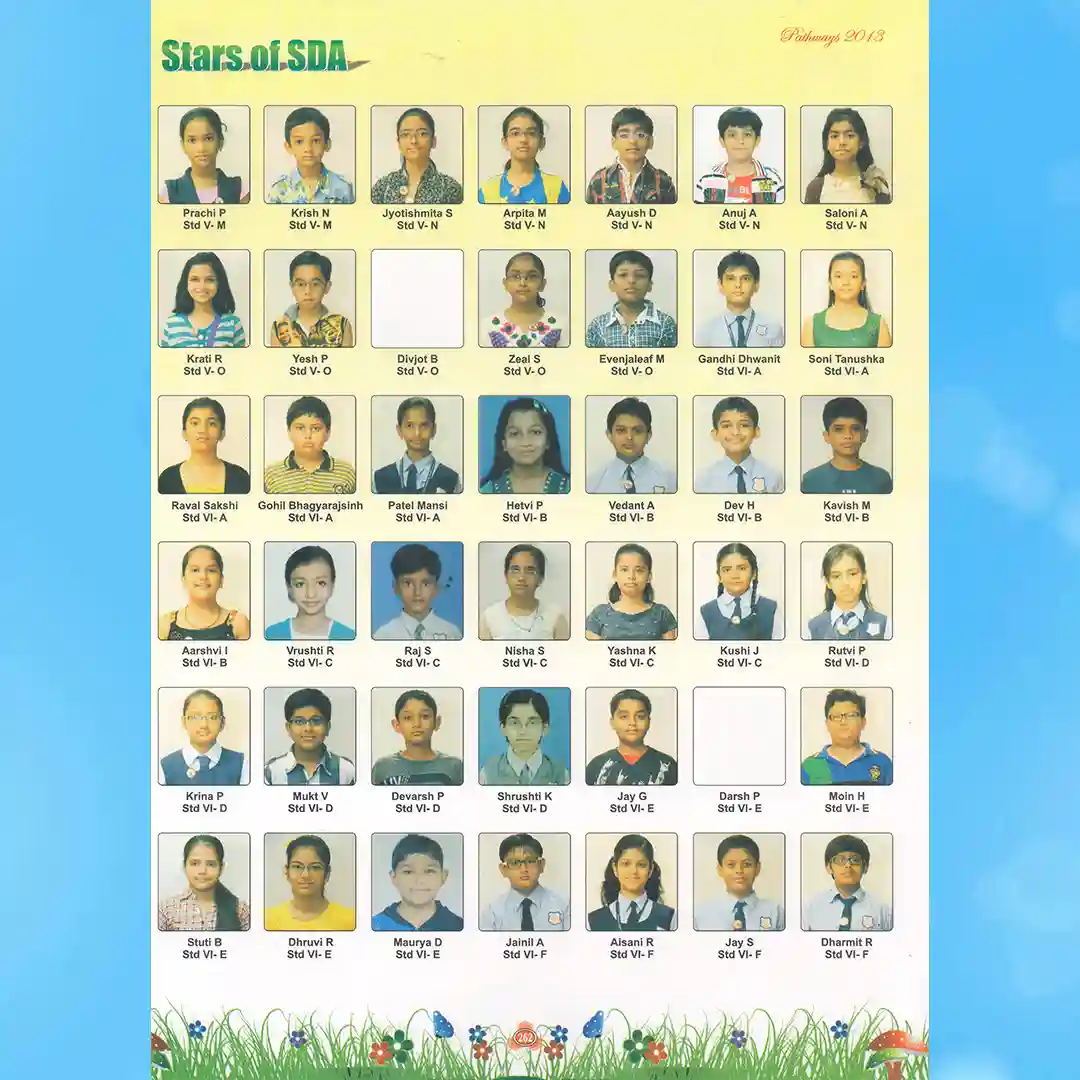 Pathways 2013
Stars of SDA
Prachi P Krish N Jyotishmita S Arpita M Aayush D Anuj A Saloni A
Std V- M Std V- M Std V- N Std V- N Std V- N Std V- N Std V- N
Krati R Yesh P Divjot B Zeal S Evenjaleaf M Gandhi Dhwanit Soni Tanushka
Std V- O Std V- O Std V- O Std V- O Std V- O Std VI- A Std VI- A
Raval Sakshi Gohil Bhagyarajsinh Patel Mansi Hetvi P Vedant A Dev H Kavish M
Std VI- A Std VI- A Std VI- A Std VI- B Std VI- B Std VI- B Std VI- B
Aarshvi I Vrushti R Raj S Nisha S Yashna K Kushi J Rutvi P
Std VI- B Std VI- C Std VI- C Std VI- C Std VI- C Std VI- C Std VI- D
Krina P Mukt V Devarsh P Shrushti K Jay G Darsh P Moin H
Std VI- D Std VI- D Std VI- D Std VI- D Std VI- E Std VI- E Std VI- E
Stuti B Dhruvi R Maurya D Jainil A Aisani R Jay S Dharmit R
Std VI- E Std VI- E Std VI- E Std VI- F Std VI- F Std VI- F Std VI- F
262